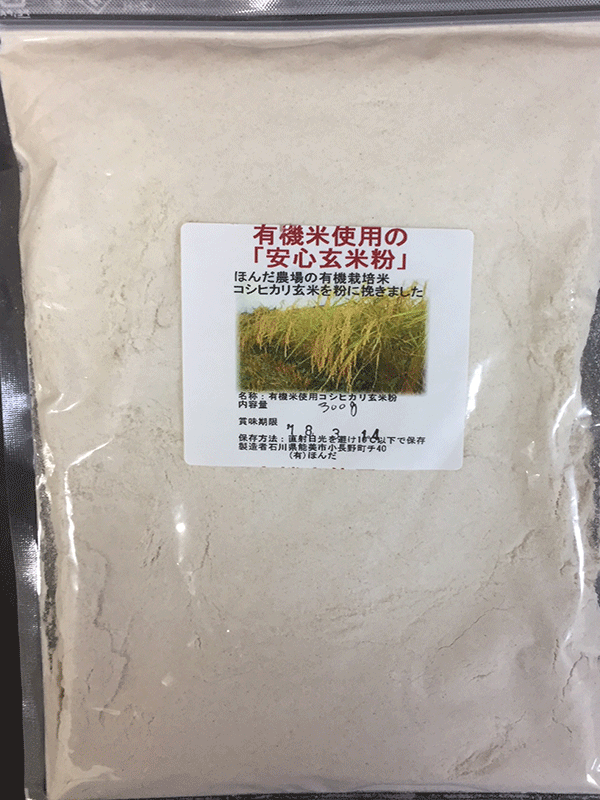 有機米使用の
「安心玄米粉」
ほんだ農場の有機栽培米
コシヒカリ玄米を粉に挽きました
名称：有機米使用コシヒカリ玄米粉
内容量 300g
賞味期限
18 3 14
保存方法：直射日光を避け 以下で保存
製造者石川県能美市小長野町チ40
(有)ほんだ